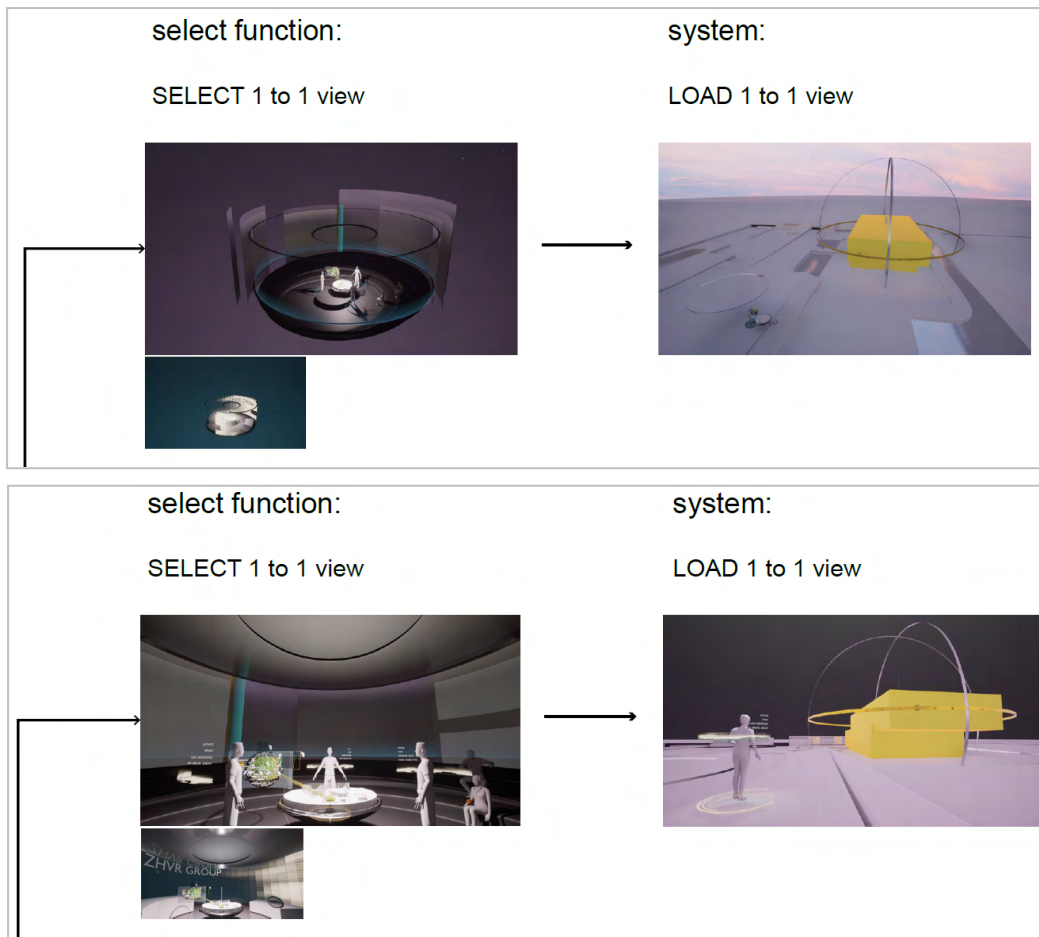 select function:
system:
SELECT 1 to 1 view
LOAD 1 to 1 view
select function:
system:
SELECT 1 to 1 view
LOAD 1 to 1 view
ZHVR GROUP